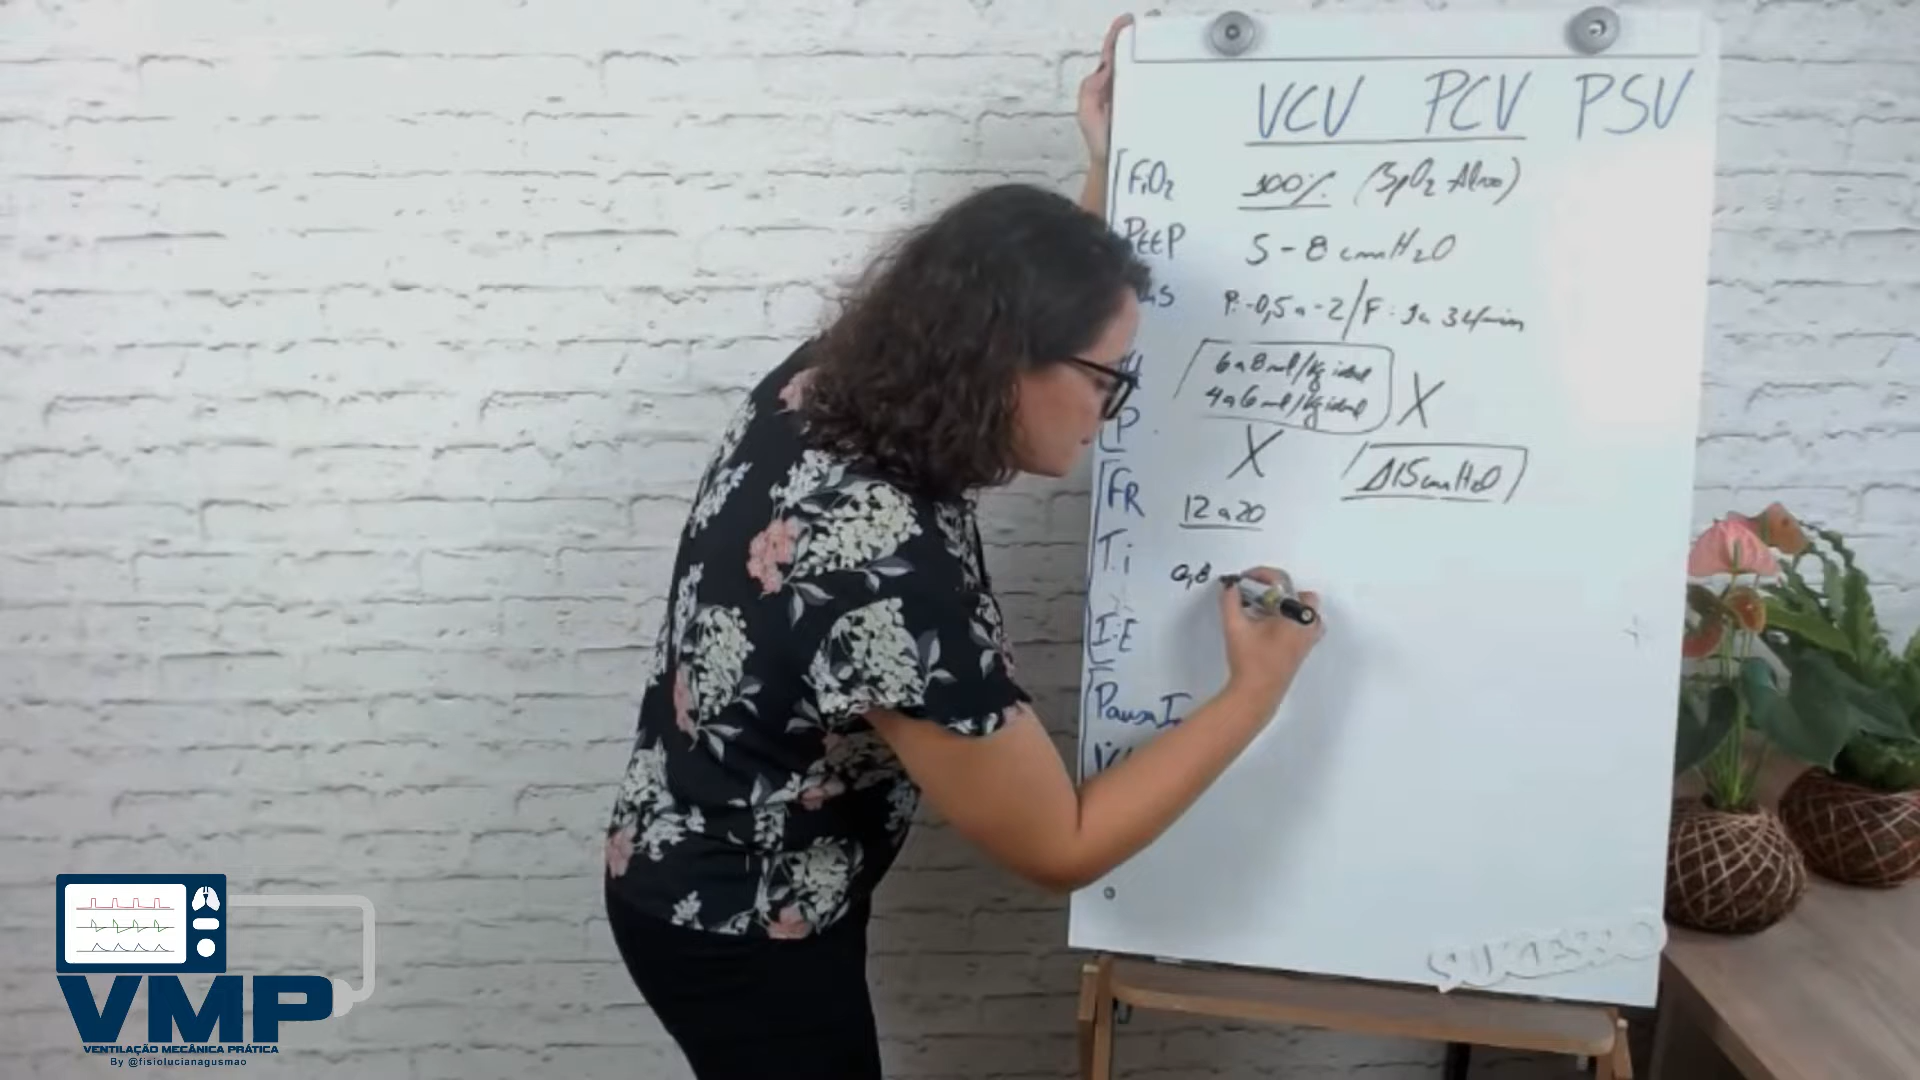 VCV PCV PSV
FiO2 100% (SpO2 Alvo)
PEEP 5 - 8 cmH2O
P: -0,5 a -2 / F: 1 a 3 L/min
6 a 8 ml/Kg ideal
4 a 6 ml/Kg ideal X
P X Δ15 cmH2O
FR 12 a 20
T.i 0,8
I:E
Pausa
VMP
VENTILAÇÃO MECÂNICA PRÁTICA
By @fisiolucianagusmao